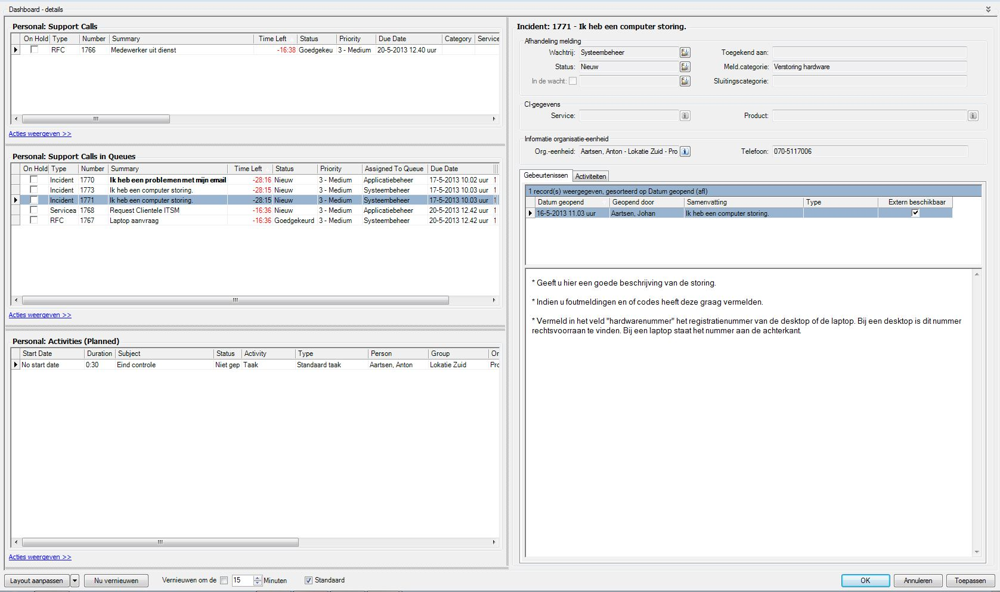 Dashboard - details
Personal: Support Calls
On Hold Type Number Summary Time Left Status Priority Due Date Category Service
RFC 1766 Medewerker uit dienst -16:38 Goedgekeu 3 - Medium 20-5-2013 12.40 uur
Acties weergeven >>
Personal: Support Calls in Queues
On Hold Type Number Summary Time Left Status Priority Assigned To Queue Due Date
Incident 1770 Ik heb een problemen met mijn email -28:16 Nieuw 3 - Medium Applicatiebeheer 17-5-2013 10.02 uur 1
Incident 1773 Ik heb een computer storing. -28:15 Nieuw 3 - Medium Systeembeheer 17-5-2013 10.03 uur 1
Incident 1771 Ik heb een computer storing. -28:15 Nieuw 3 - Medium Systeembeheer 17-5-2013 10.03 uur 1
Servicea 1768 Request Clientele ITSM -16:36 Nieuw 3 - Medium Applicatiebeheer 20-5-2013 12.42 uur 1
RFC 1767 Laptop aanvraag -16:36 Goedgekeurd 3 - Medium Systeembeheer 20-5-2013 12.42 uur 1
Acties weergeven >>
Personal: Activities (Planned)
Start Date Duration Subject Status Activity Type Person Group Or
No start date 0:30 Eind controle Niet gep Taak Standaard taak Aartsen, Anton Lokatie Zuid Pro
Acties weergeven >>
Layout aanpassen Nu vernieuwen Vernieuwen om de 15 Minuten Standaard
Incident: 1771 - Ik heb een computer storing.
Afhandeling melding
Wachtrij: Systeembeheer Toegekend aan:
Status: Nieuw Meld.categorie: Verstoring hardware
In de wacht: Sluitingscategorie:
CI-gegevens
Service: Product:
Informatie organisatie-eenheid
Org.-eenheid: Aartsen, Anton - Lokatie Zuid - Pro Telefoon: 070-5117006
Gebeurtenissen Activiteiten
1 record(s) weergegeven, gesorteerd op Datum geopend (afl)
Datum geopend Geopend door Samenvatting Type Extern beschikbaar
16-5-2013 11.03 uur Aartsen, Johan Ik heb een computer storing.
* Geeft u hier een goede beschrijving van de storing.
* Indien u foutmeldingen en of codes heeft deze graag vermelden.
* Vermeld in het veld "hardwarenummer" het registratienummer van de desktop of de laptop. Bij een desktop is dit nummer
rechtsvoorraan te vinden. Bij een laptop staat het nummer aan de achterkant.
OK Annuleren Toepassen